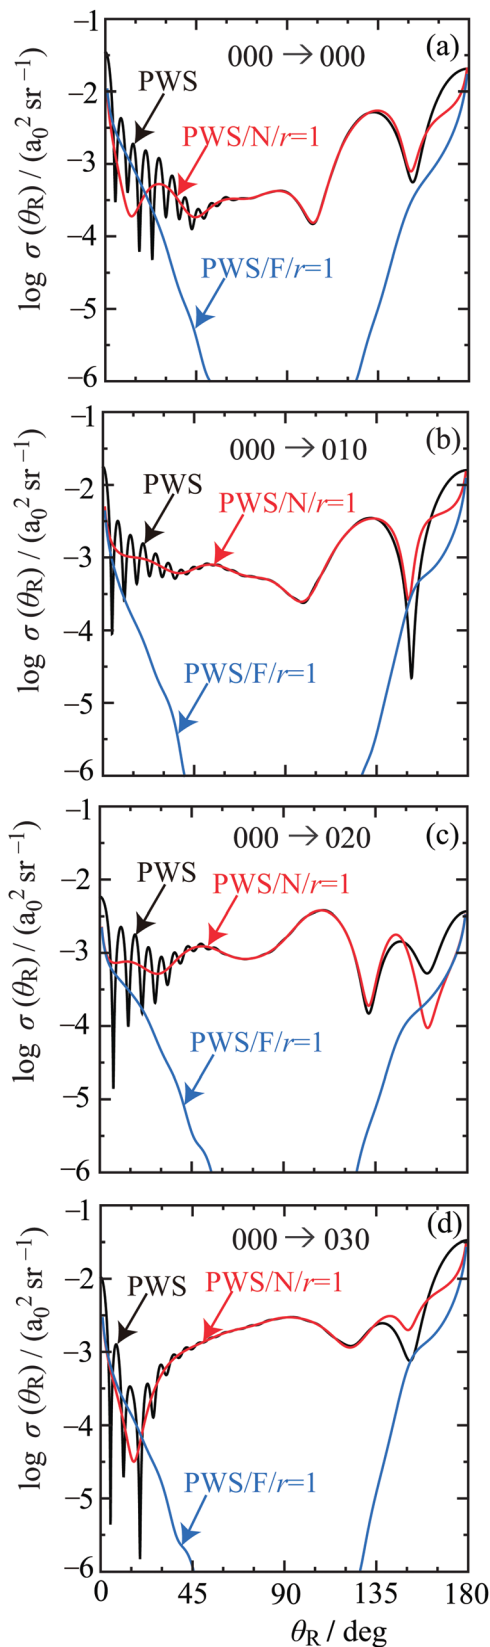 (a)
000 → 000
PWS
PWS/N/r=1
PWS/F/r=1
log σ (θR) / (a0² sr⁻¹)
−1
−2
−3
−4
−5
−6
(b)
000 → 010
PWS
PWS/N/r=1
PWS/F/r=1
log σ (θR) / (a0² sr⁻¹)
−1
−2
−3
−4
−5
−6
(c)
000 → 020
PWS
PWS/N/r=1
PWS/F/r=1
log σ (θR) / (a0² sr⁻¹)
−1
−2
−3
−4
−5
−6
(d)
000 → 030
PWS
PWS/N/r=1
PWS/F/r=1
log σ (θR) / (a0² sr⁻¹)
−1
−2
−3
−4
−5
−6
0 45 90 135 180
θR / deg